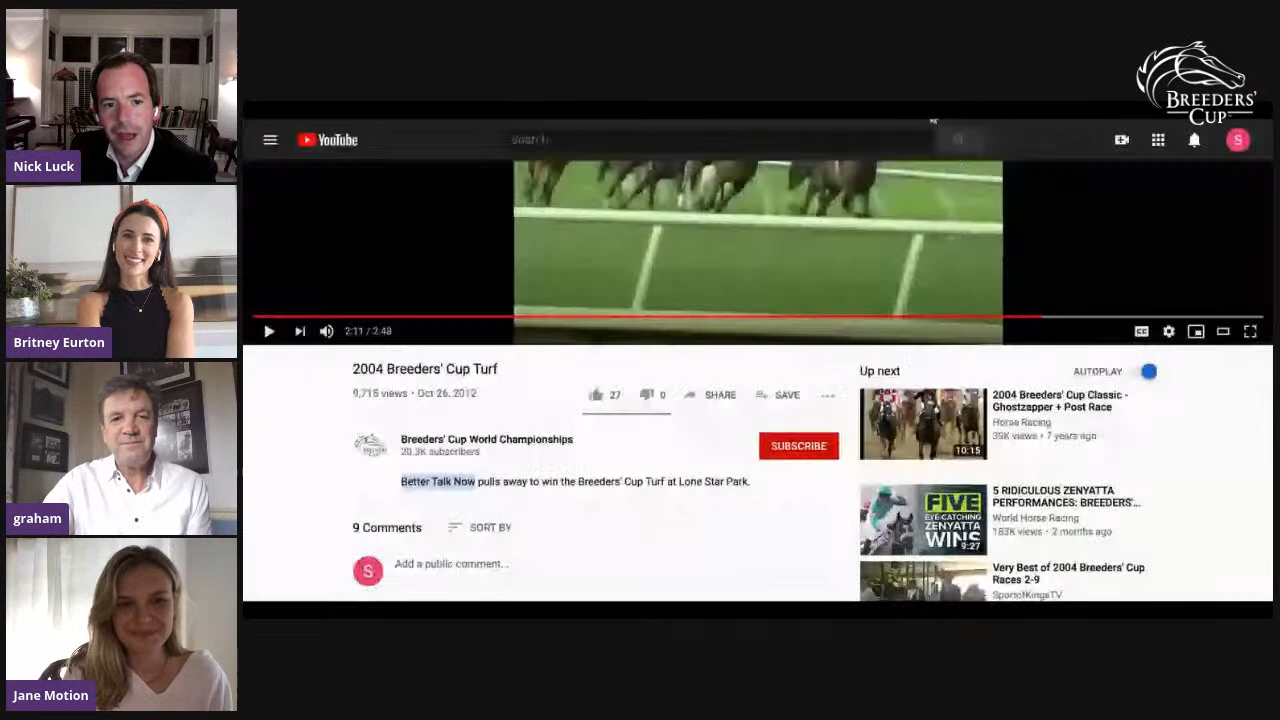 Nick Luck
Britney Eurton
graham
Jane Motion
BREEDERS'
CUP
YouTube
Search
S
2:11 / 2:48
CC
2004 Breeders' Cup Turf
9,716 views • Oct 26, 2012
27
0
SHARE
SAVE
Breeders' Cup World Championships
20.3K subscribers
SUBSCRIBE
Better Talk Now pulls away to win the Breeders' Cup Turf at Lone Star Park.
9 Comments
SORT BY
S
Add a public comment...
Up next
AUTOPLAY
2004 Breeders' Cup Classic -
Ghostzapper + Post Race
Horse Racing
39K views • 7 years ago
10:15
FIVE
EYE-CATCHING
ZENYATTA
WINS
9:27
5 RIDICULOUS ZENYATTA
PERFORMANCES: BREEDERS'...
World Horse Racing
183K views • 2 months ago
Very Best of 2004 Breeders' Cup
Races 2-9
SportofKingsTV